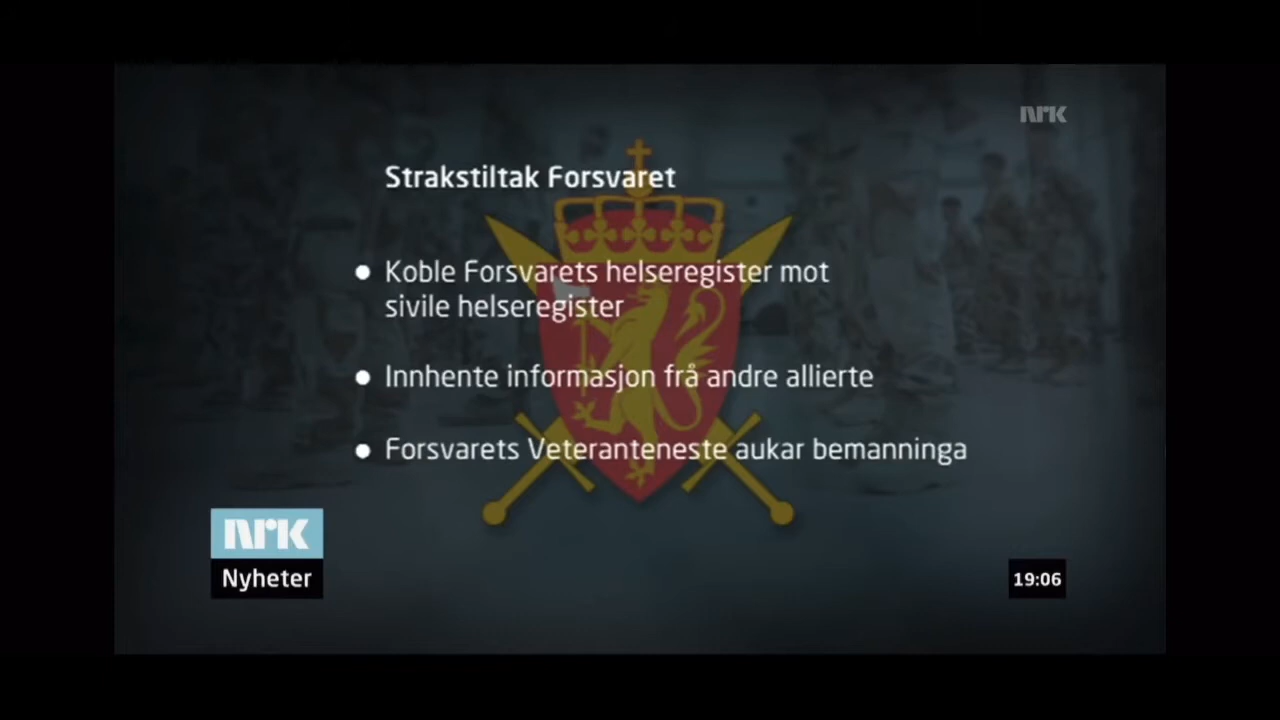 NRK
Strakstiltak Forsvaret
● Koble Forsvarets helseregister mot
sivile helseregister
● Innhente informasjon frå andre allierte
● Forsvarets Veteranteneste aukar bemanninga
NRK
Nyheter
19:06